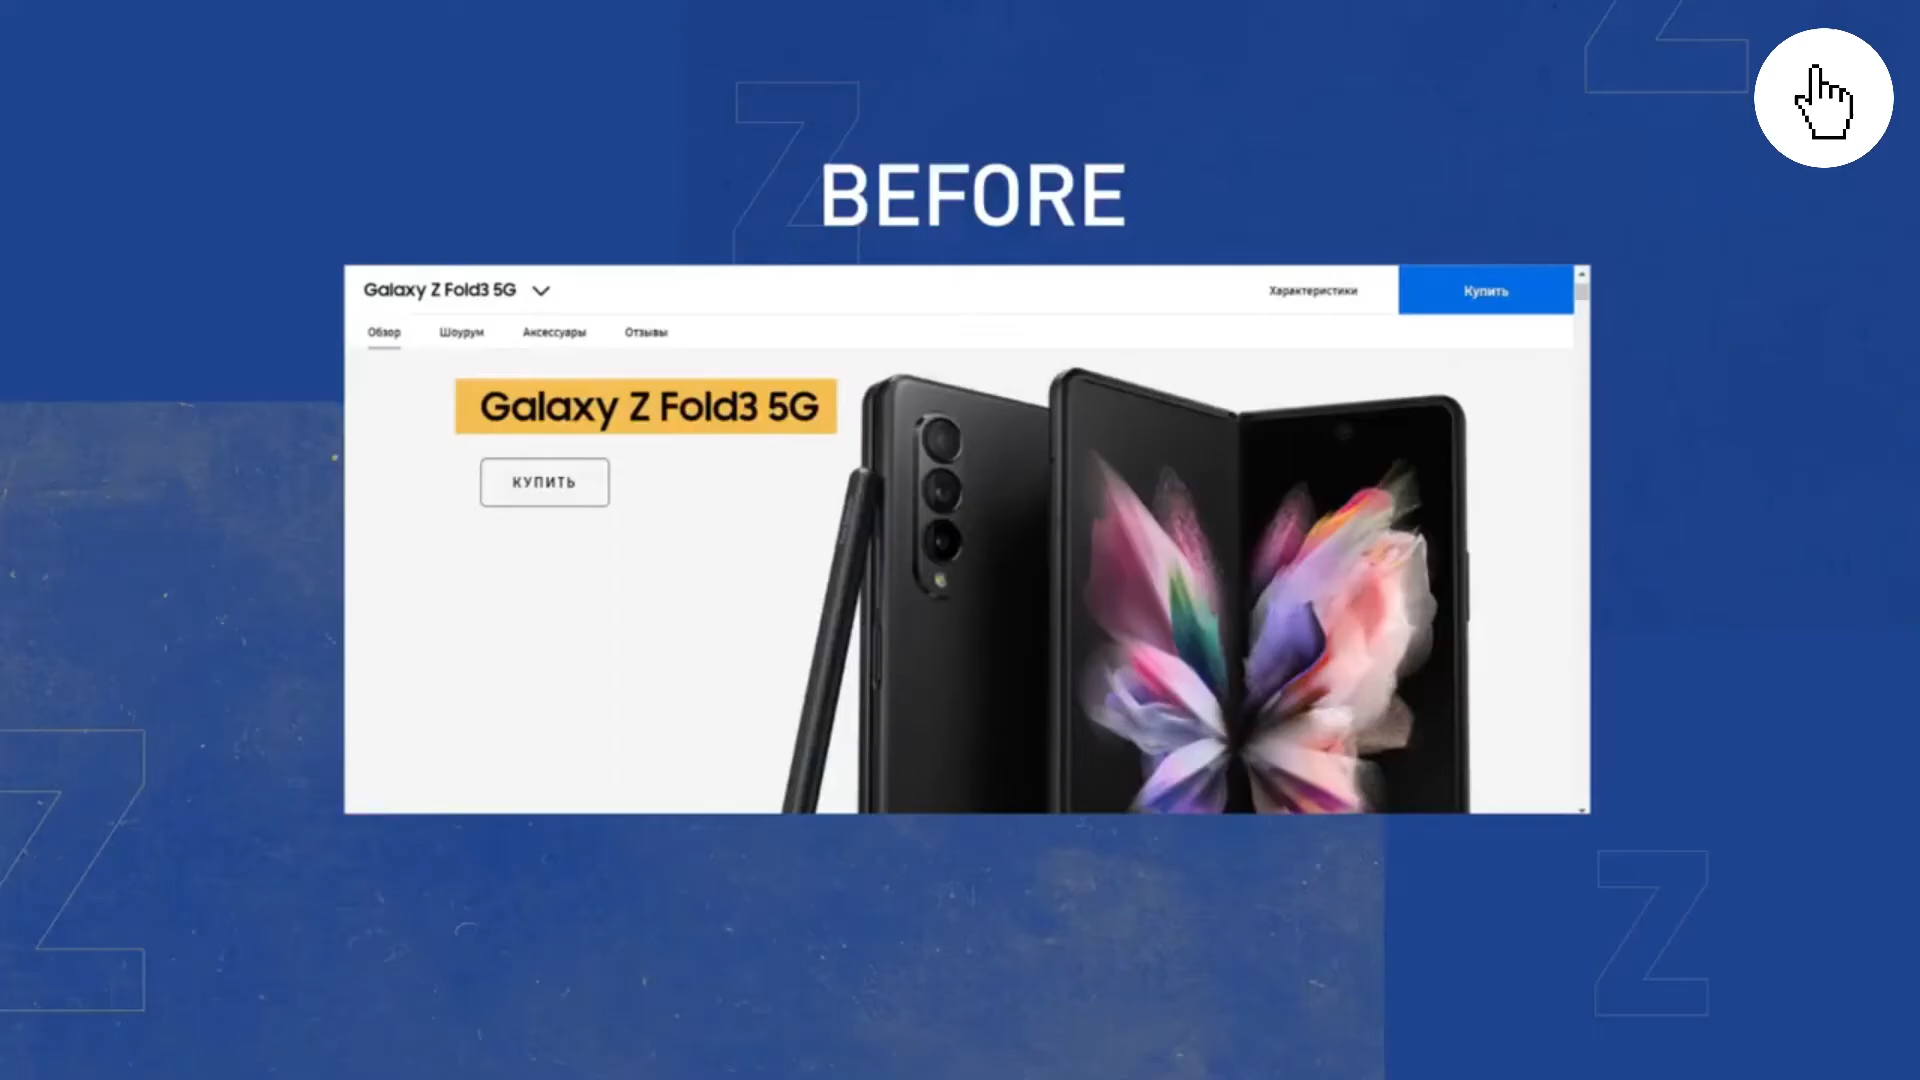 BEFORE
Galaxy Z Fold3 5G
Характеристики
Купить
Обзор
Шоурум
Аксессуары
Отзывы
Galaxy Z Fold3 5G
КУПИТЬ
Z
Z
Z
Z